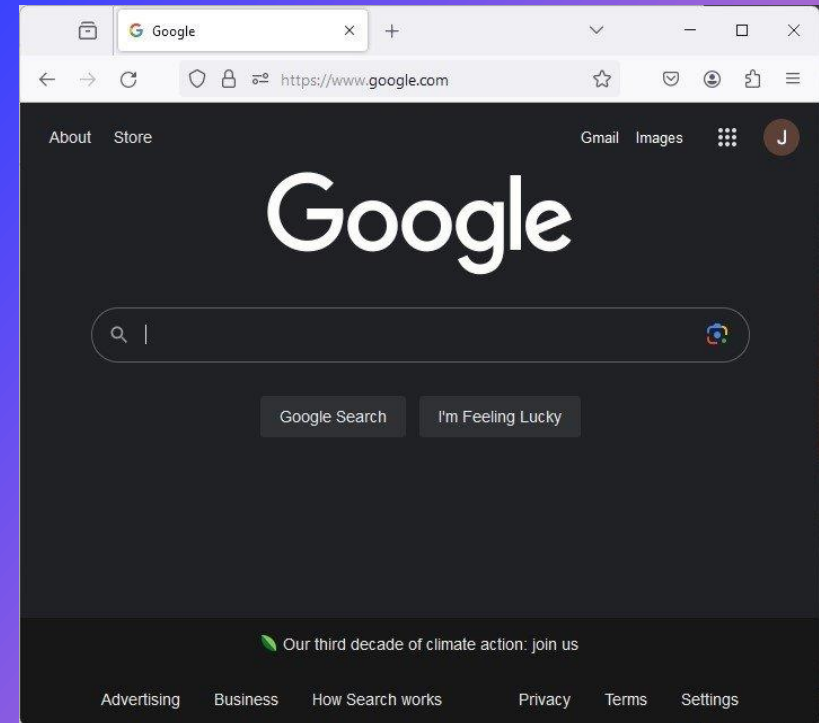 Google
https://www.google.com
About Store Gmail Images J
Google
Google Search I'm Feeling Lucky
Our third decade of climate action: join us
Advertising Business How Search works Privacy Terms Settings